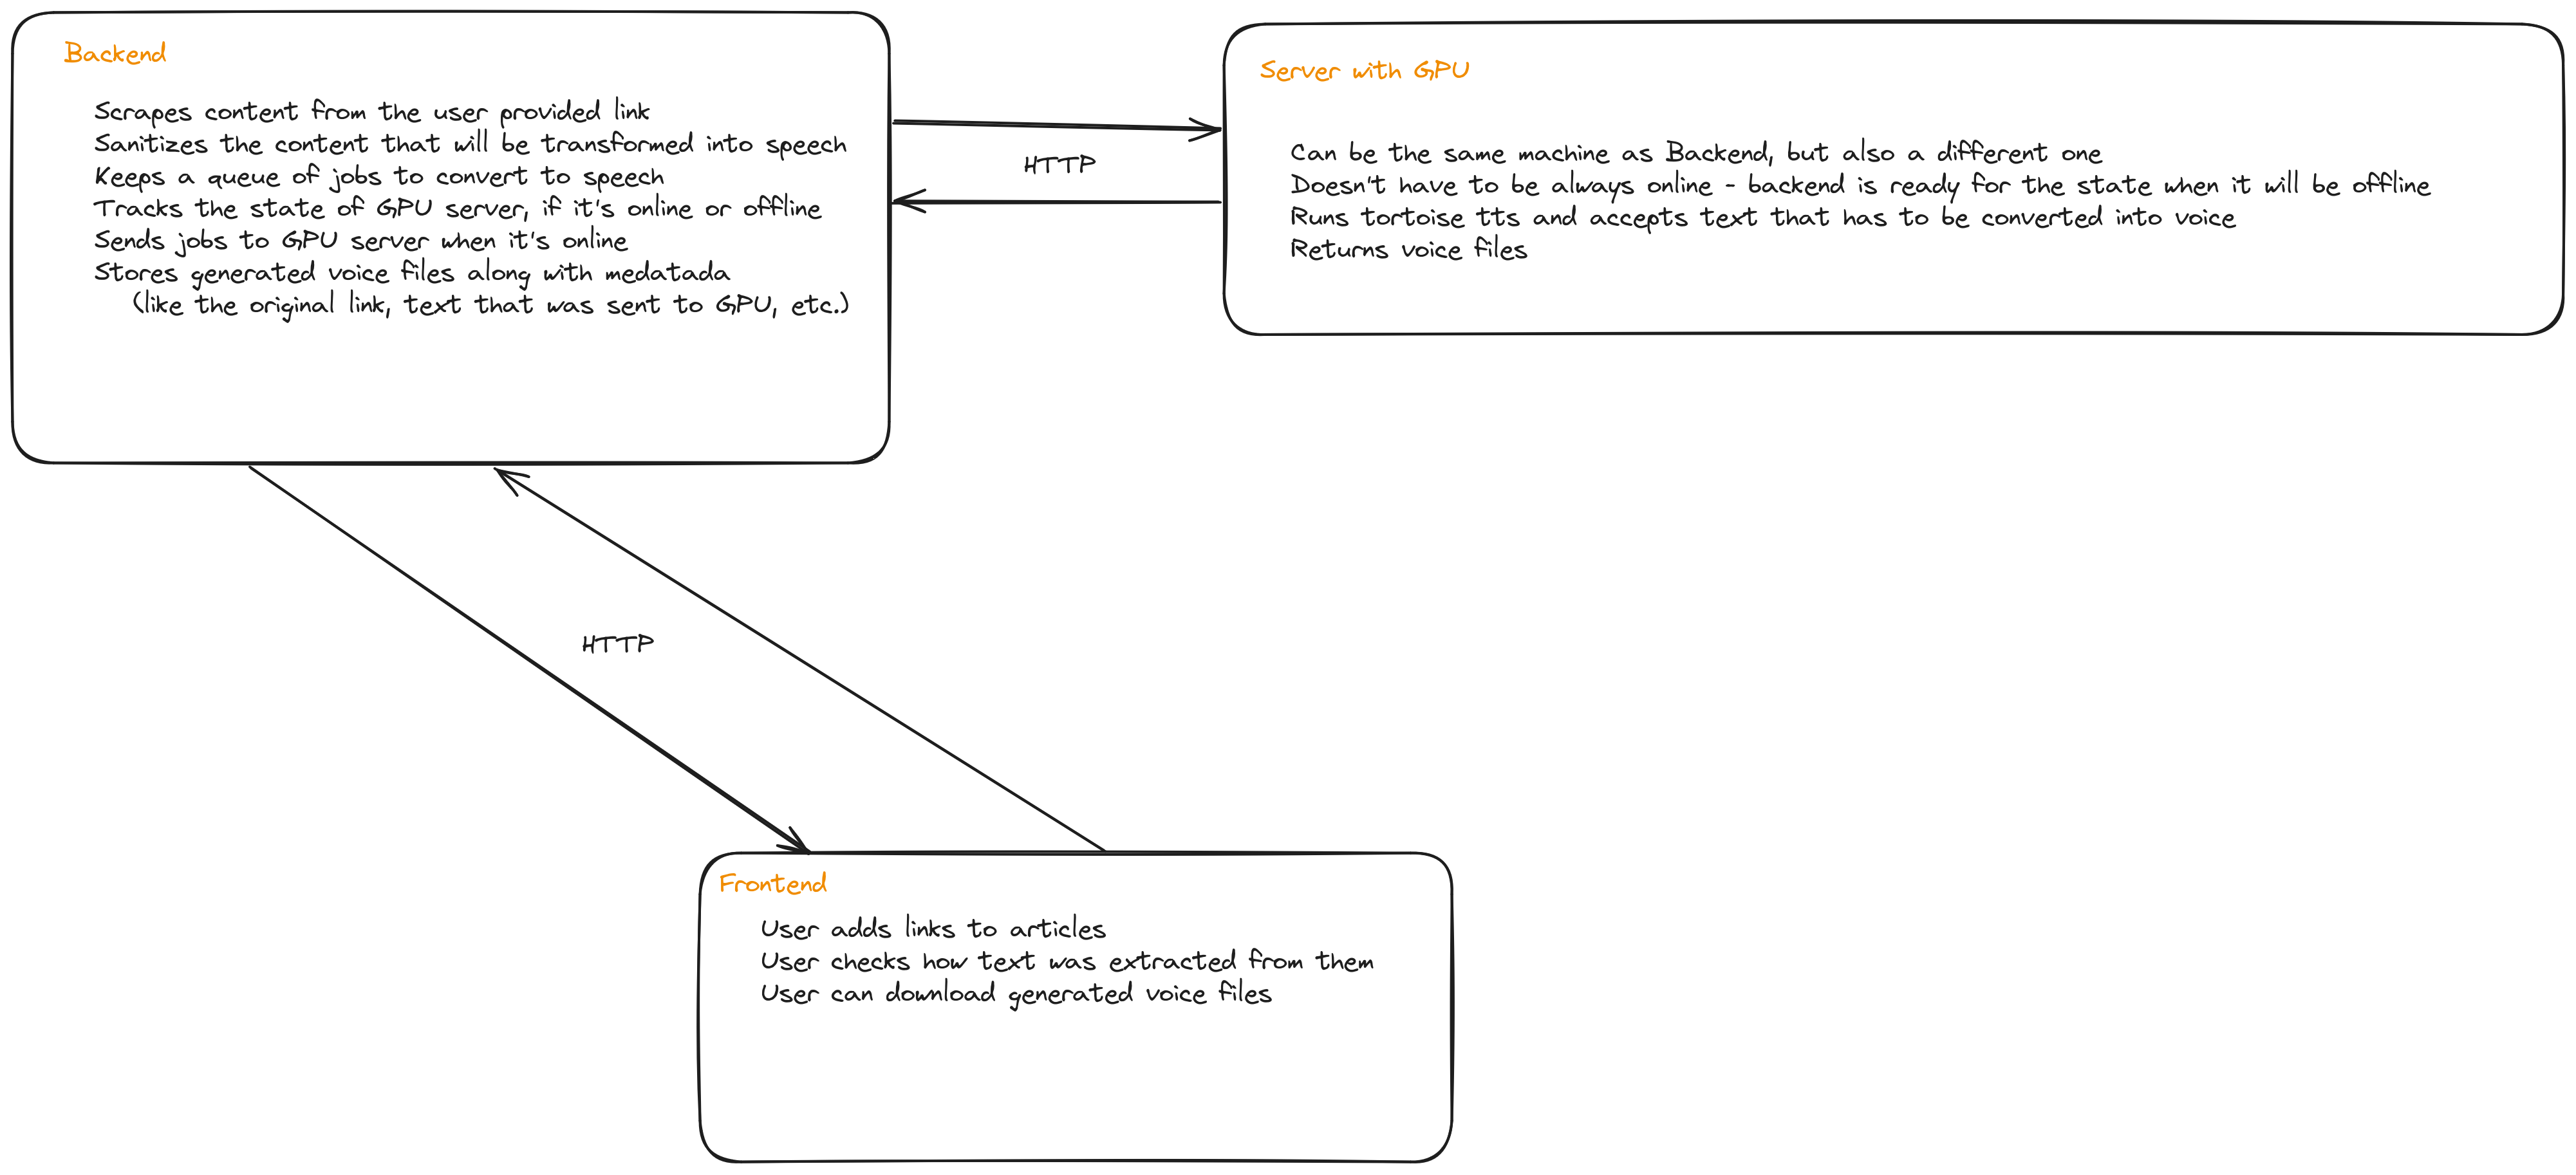 Backend
Scrapes content from the user provided link
Sanitizes the content that will be transformed into speech
Keeps a queue of jobs to convert to speech
Tracks the state of GPU server, if it's online or offline
Sends jobs to GPU server when it's online
Stores generated voice files along with medatada
(like the original link, text that was sent to GPU, etc.)
HTTP
Server with GPU
Can be the same machine as Backend, but also a different one
Doesn't have to be always online - backend is ready for the state when it will be offline
Runs tortoise tts and accepts text that has to be converted into voice
Returns voice files
HTTP
Frontend
User adds links to articles
User checks how text was extracted from them
User can download generated voice files